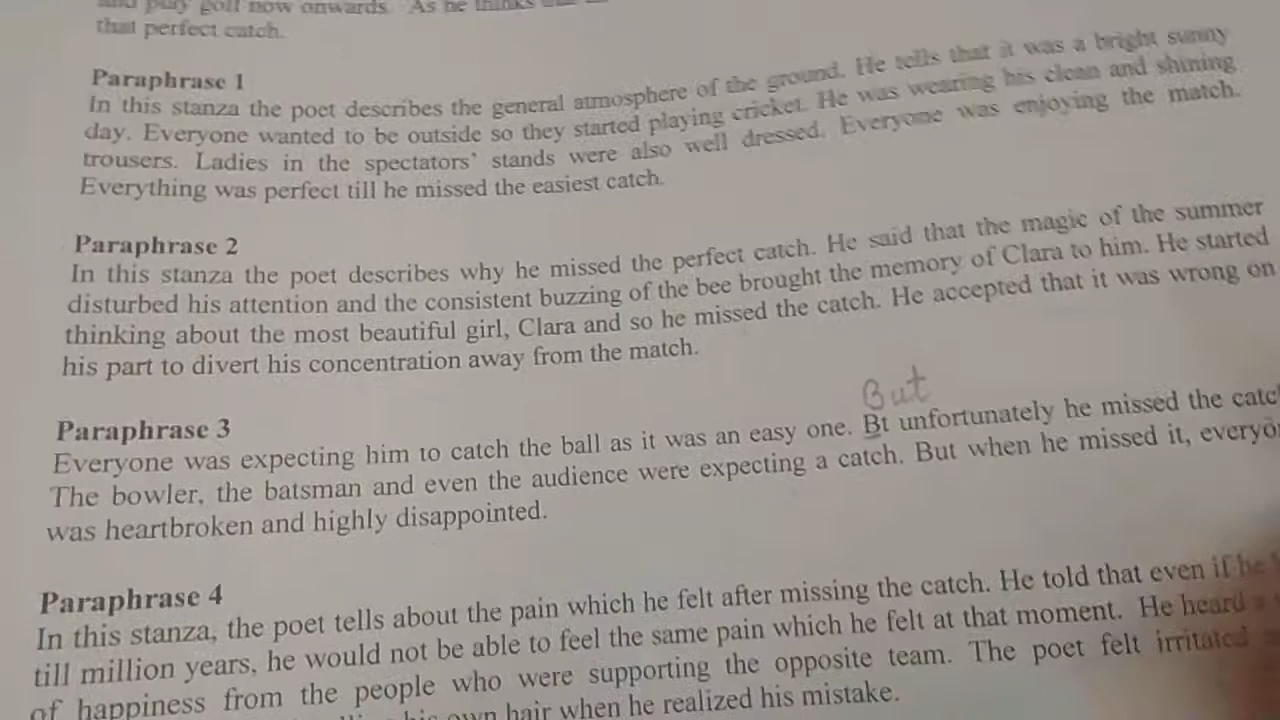 and play golf now onwards. As he thinks
that perfect catch.
Paraphrase 1
In this stanza the poet describes the general atmosphere of the ground. He tells that it was a bright sunny
day. Everyone wanted to be outside so they started playing cricket. He was wearing his clean and shining
trousers. Ladies in the spectators' stands were also well dressed. Everyone was enjoying the match.
Everything was perfect till he missed the easiest catch.
Paraphrase 2
In this stanza the poet describes why he missed the perfect catch. He said that the magic of the summer
disturbed his attention and the consistent buzzing of the bee brought the memory of Clara to him. He started
thinking about the most beautiful girl, Clara and so he missed the catch. He accepted that it was wrong on
his part to divert his concentration away from the match.
Paraphrase 3
But
Everyone was expecting him to catch the ball as it was an easy one. Bt unfortunately he missed the catc
The bowler, the batsman and even the audience were expecting a catch. But when he missed it, everyo
was heartbroken and highly disappointed.
Paraphrase 4
In this stanza, the poet tells about the pain which he felt after missing the catch. He told that even if he
till million years, he would not be able to feel the same pain which he felt at that moment. He heard a
of happiness from the people who were supporting the opposite team. The poet felt irritated
his own hair when he realized his mistake.